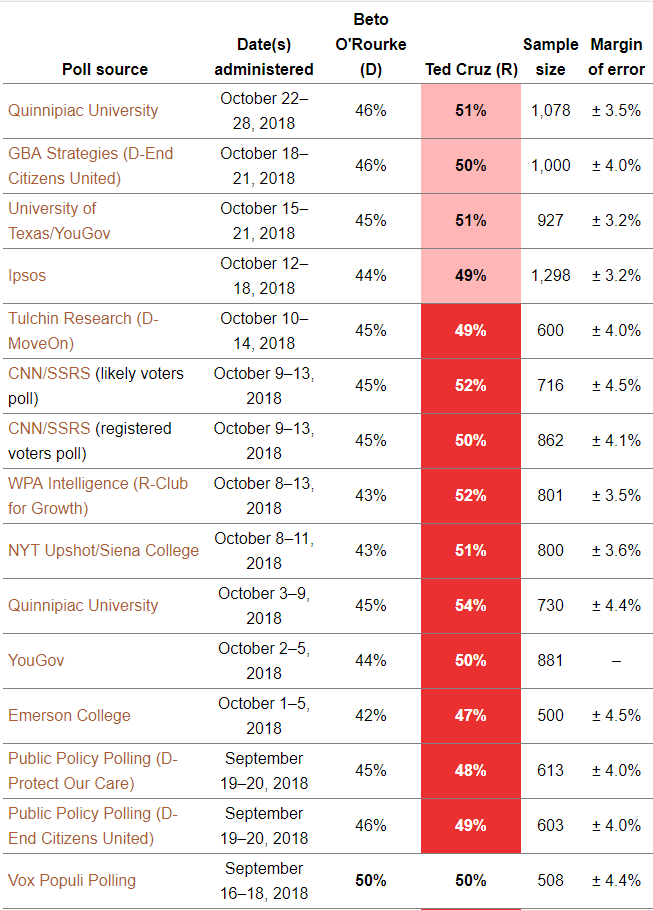 Poll source Date(s) administered Beto O'Rourke (D) Ted Cruz (R) Sample size Margin of error
Quinnipiac University October 22–28, 2018 46% 51% 1,078 ± 3.5%
GBA Strategies (D-End Citizens United) October 18–21, 2018 46% 50% 1,000 ± 4.0%
University of Texas/YouGov October 15–21, 2018 45% 51% 927 ± 3.2%
Ipsos October 12–18, 2018 44% 49% 1,298 ± 3.2%
Tulchin Research (D-MoveOn) October 10–14, 2018 45% 49% 600 ± 4.0%
CNN/SSRS (likely voters poll) October 9–13, 2018 45% 52% 716 ± 4.5%
CNN/SSRS (registered voters poll) October 9–13, 2018 45% 50% 862 ± 4.1%
WPA Intelligence (R-Club for Growth) October 8–13, 2018 43% 52% 801 ± 3.5%
NYT Upshot/Siena College October 8–11, 2018 43% 51% 800 ± 3.6%
Quinnipiac University October 3–9, 2018 45% 54% 730 ± 4.4%
YouGov October 2–5, 2018 44% 50% 881 –
Emerson College October 1–5, 2018 42% 47% 500 ± 4.5%
Public Policy Polling (D-Protect Our Care) September 19–20, 2018 45% 48% 613 ± 4.0%
Public Policy Polling (D-End Citizens United) September 19–20, 2018 46% 49% 603 ± 4.0%
Vox Populi Polling September 16–18, 2018 50% 50% 508 ± 4.4%